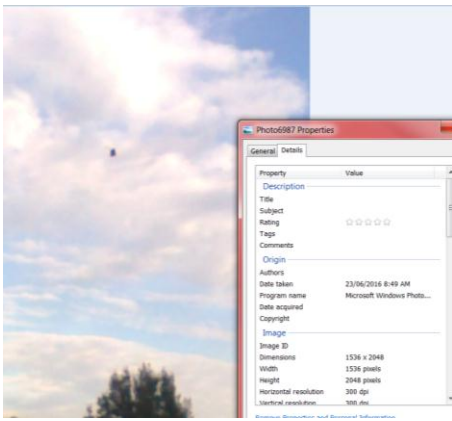 Photo6987 Properties
General Details
Property Value
Description
Title
Subject
Rating
Tags
Comments
Origin
Authors
Date taken 23/06/2016 8:49 AM
Program name Microsoft Windows Photo...
Date acquired
Copyright
Image
Image ID
Dimensions 1536 x 2048
Width 1536 pixels
Height 2048 pixels
Horizontal resolution 300 dpi
Vertical resolution 300 dpi
Remove Properties and Personal Information